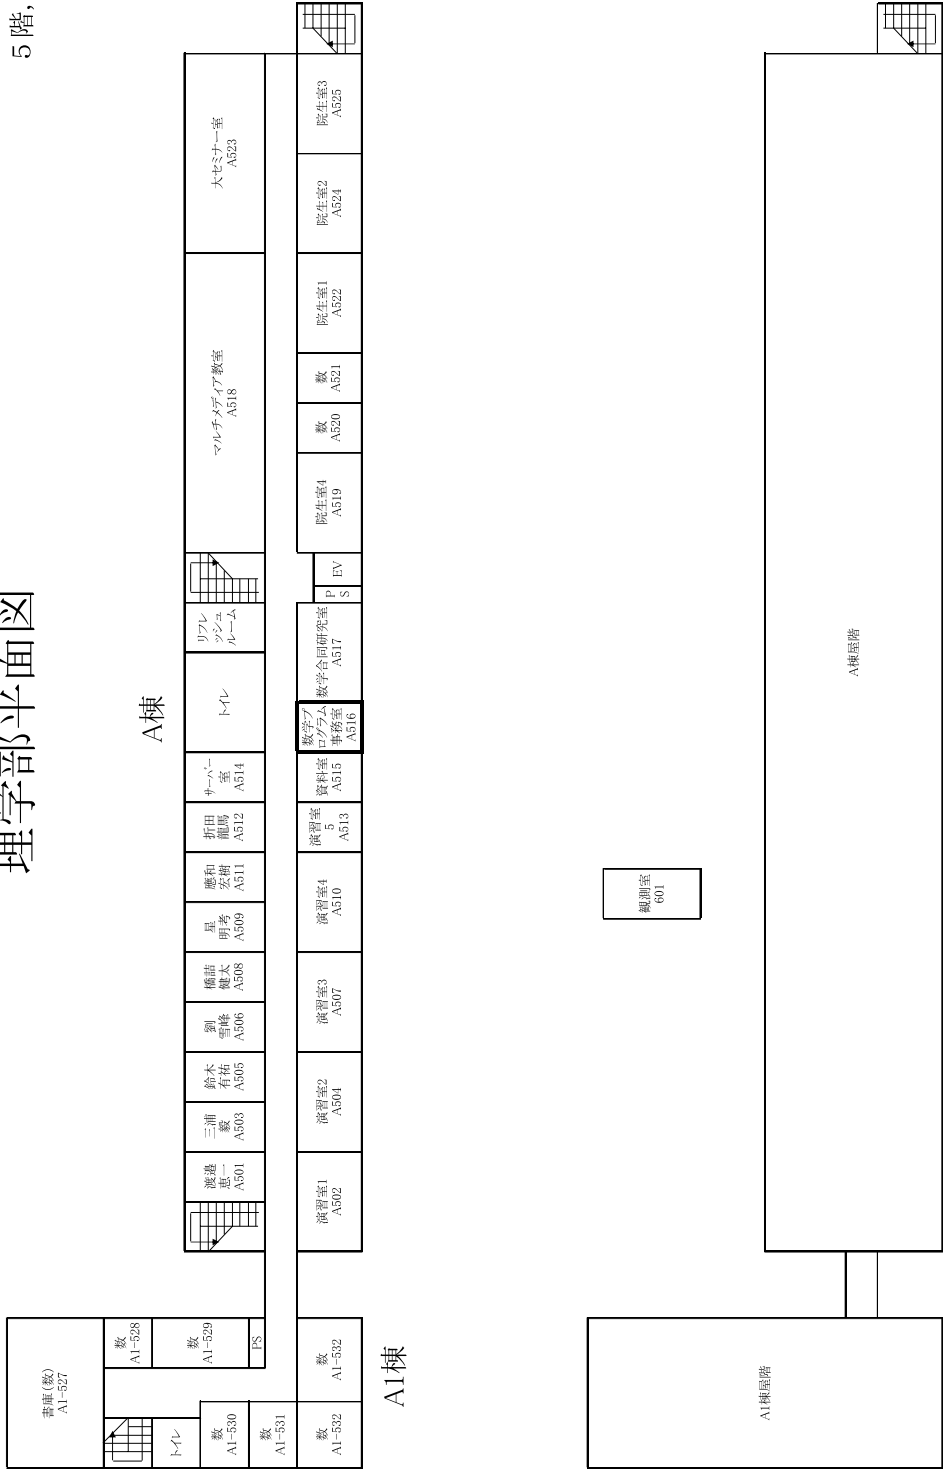 理学部平面図
5階,
A棟
大セミナー室
A523
マルチメディア教室
A518
リフレ
ッシュ
ルーム
トイレ
サーバー
室
A514
折田
龍馬
A512
應和
宏樹
A511
星
明考
A509
橋詰
健太
A508
劉
雪峰
A506
鈴木
有祐
A505
三浦
毅
A503
渡邉
恵一
A501
院生室3
A525
院生室2
A524
院生室1
A522
数
A521
数
A520
院生室4
A519
EV
P
S
数学合同研究室
A517
数学プ
ログラム
事務室
A516
資料室
A515
演習室
5
A513
演習室4
A510
演習室3
A507
演習室2
A504
演習室1
A502
書庫(数)
A1-527
数
A1-528
数
A1-529
PS
トイレ
数
A1-530
数
A1-531
数
A1-532
数
A1-532
A1棟
観測室
601
A棟屋階
A1棟屋階